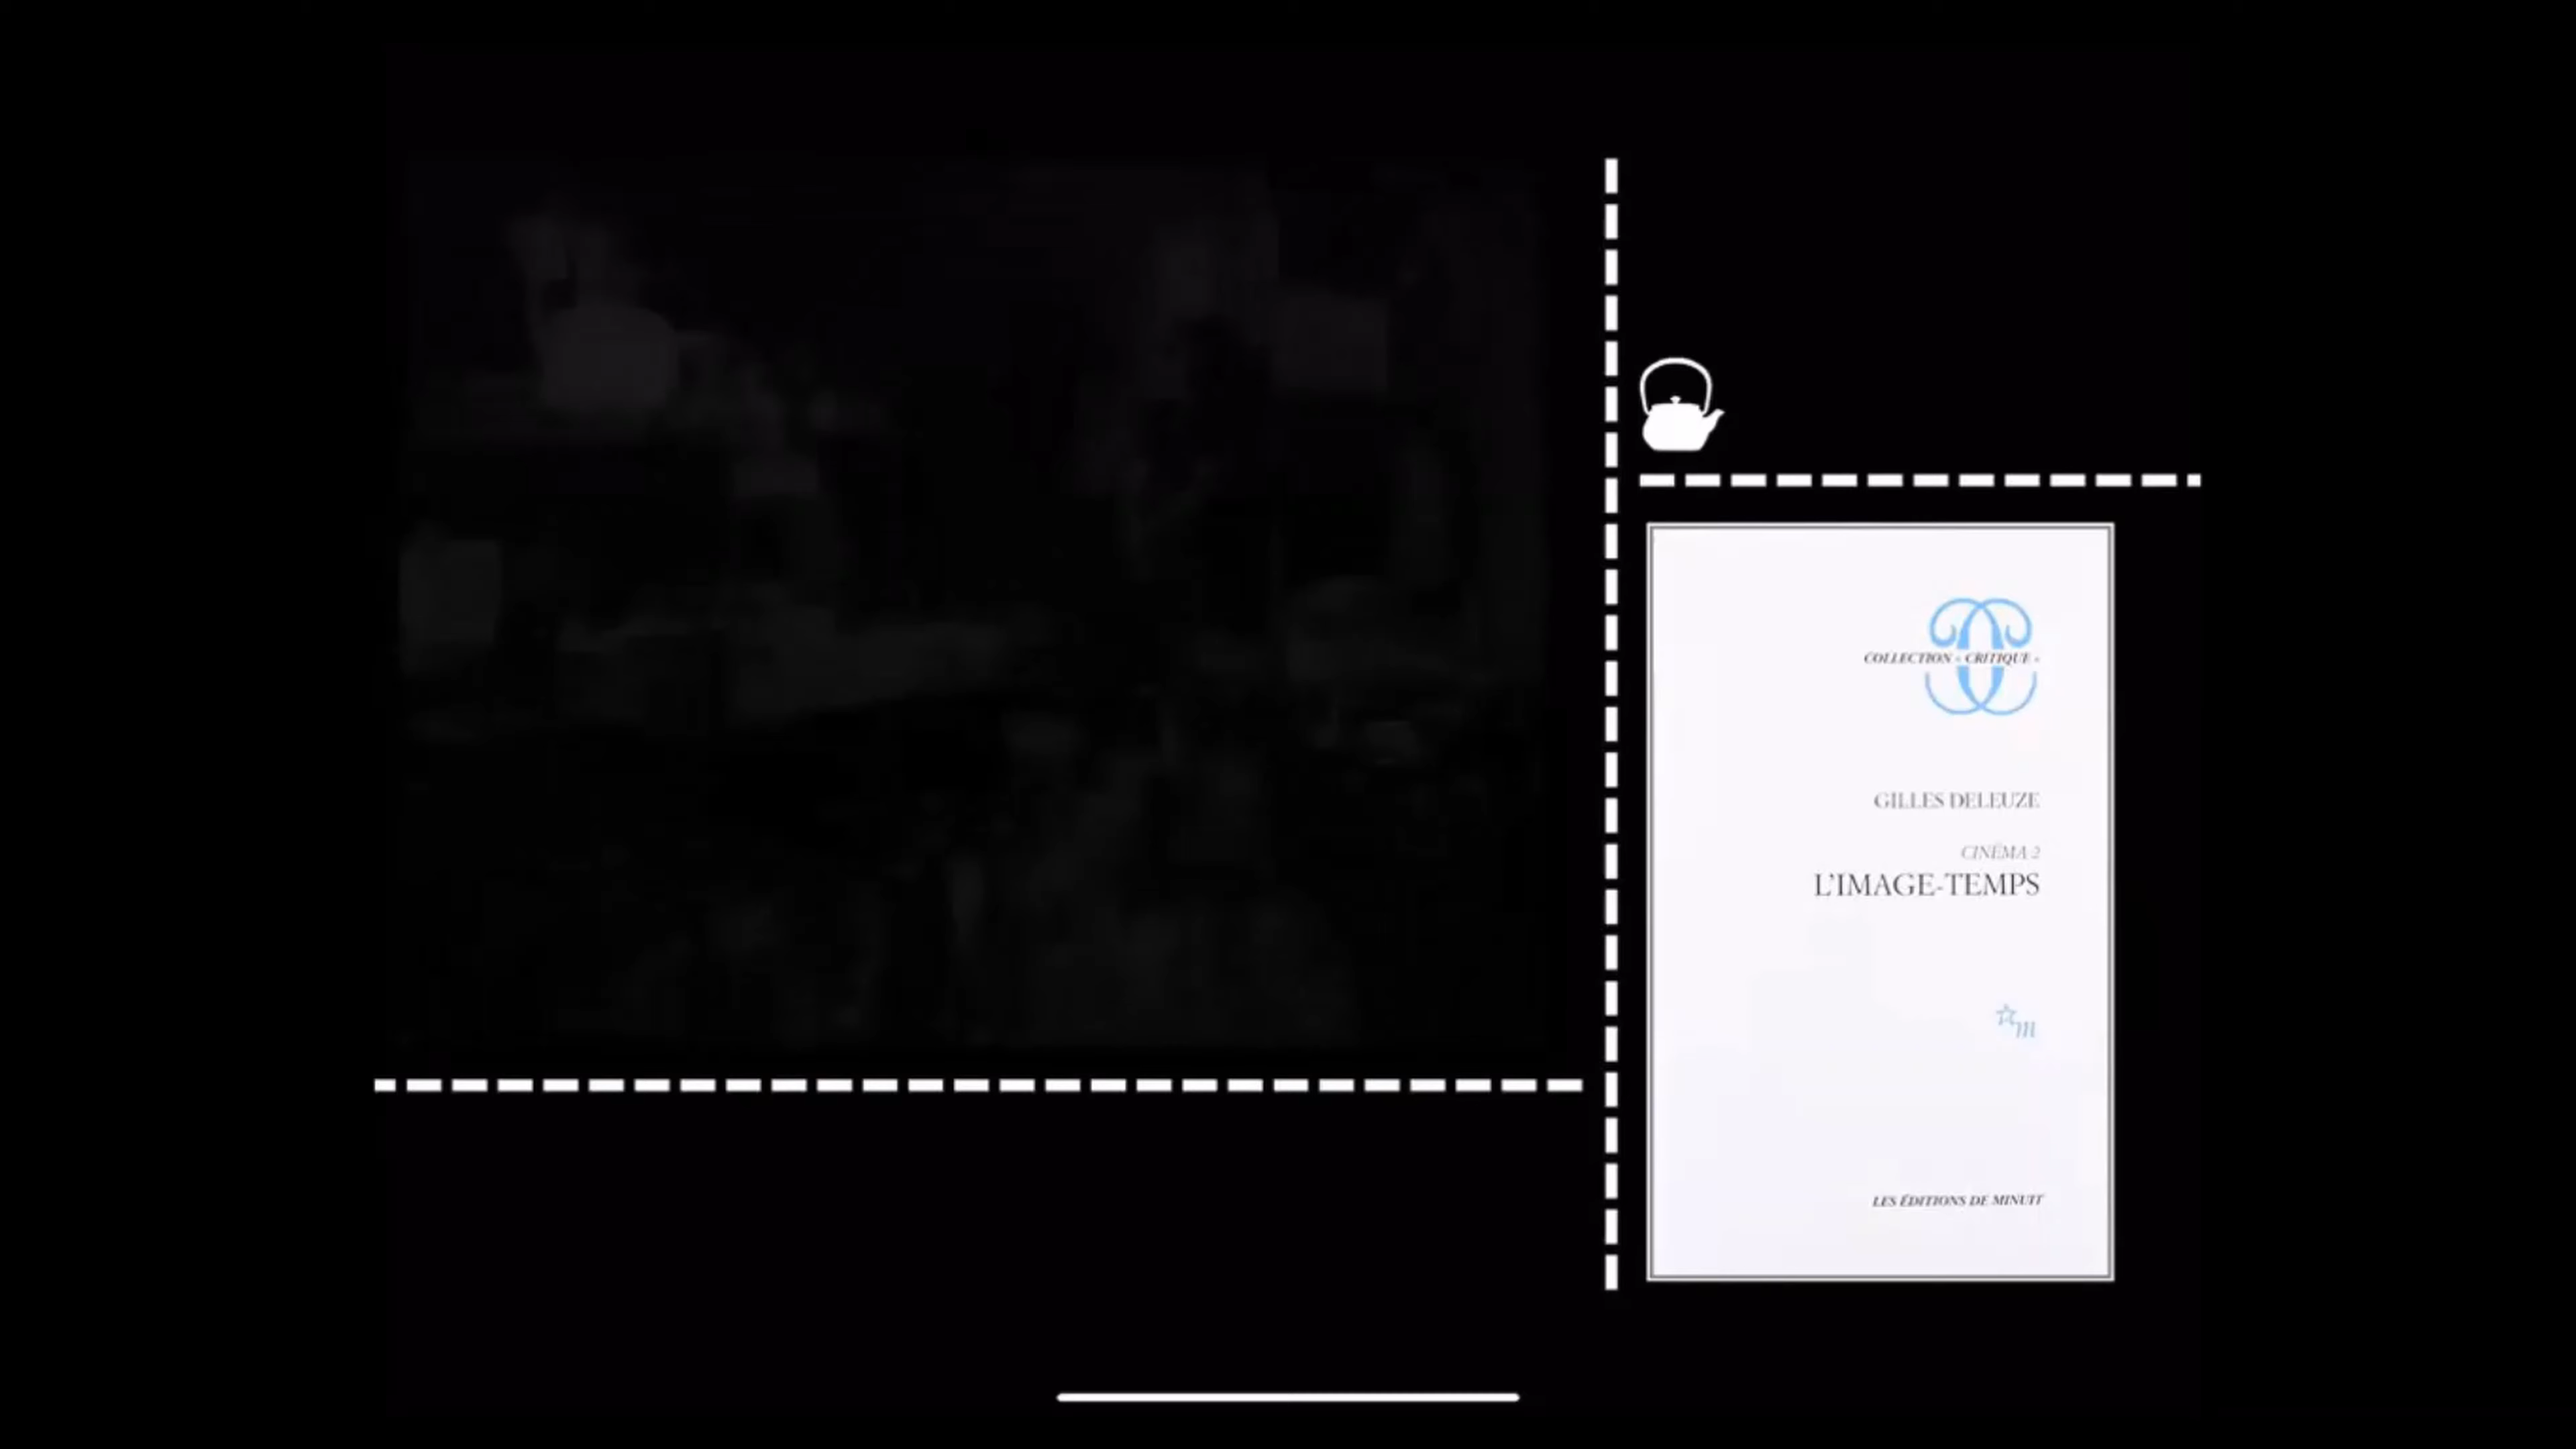 COLLECTION « CRITIQUE »
GILLES DELEUZE
CINÉMA 2
L'IMAGE-TEMPS
m
LES ÉDITIONS DE MINUIT